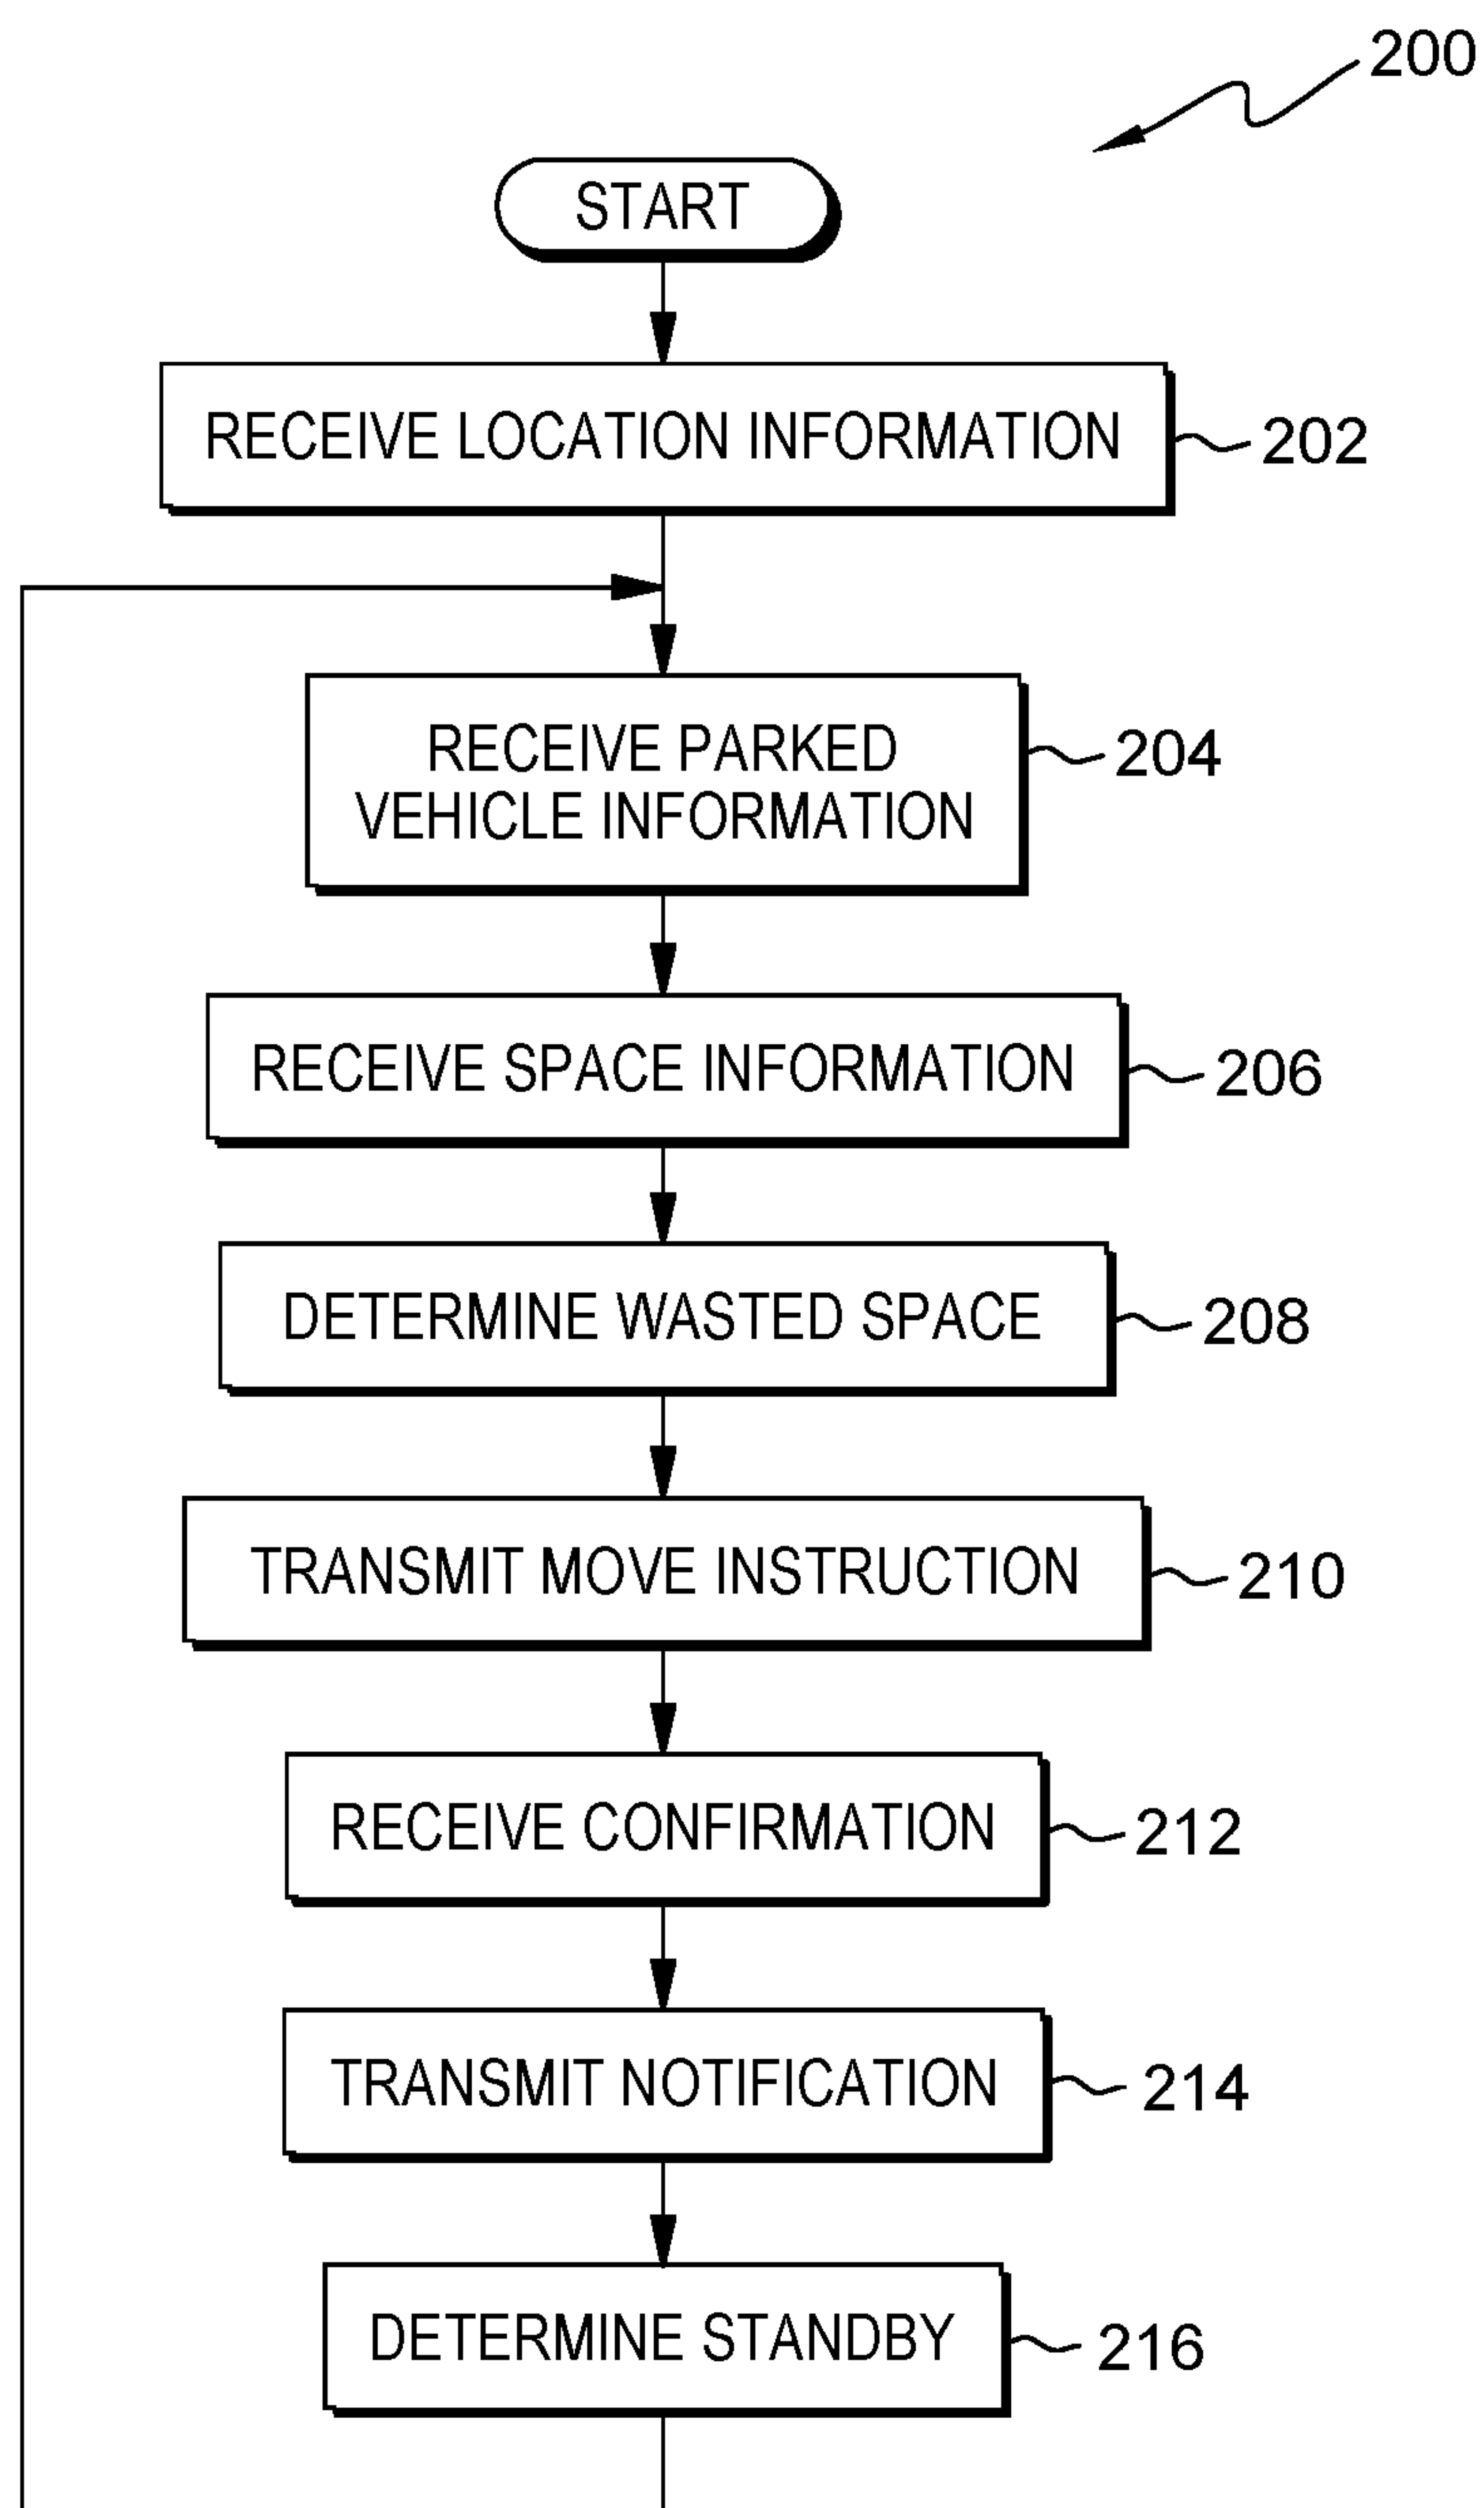 200
START
RECEIVE LOCATION INFORMATION
202
RECEIVE PARKED
VEHICLE INFORMATION
204
RECEIVE SPACE INFORMATION
206
DETERMINE WASTED SPACE
208
TRANSMIT MOVE INSTRUCTION
210
RECEIVE CONFIRMATION
212
TRANSMIT NOTIFICATION
214
DETERMINE STANDBY
216